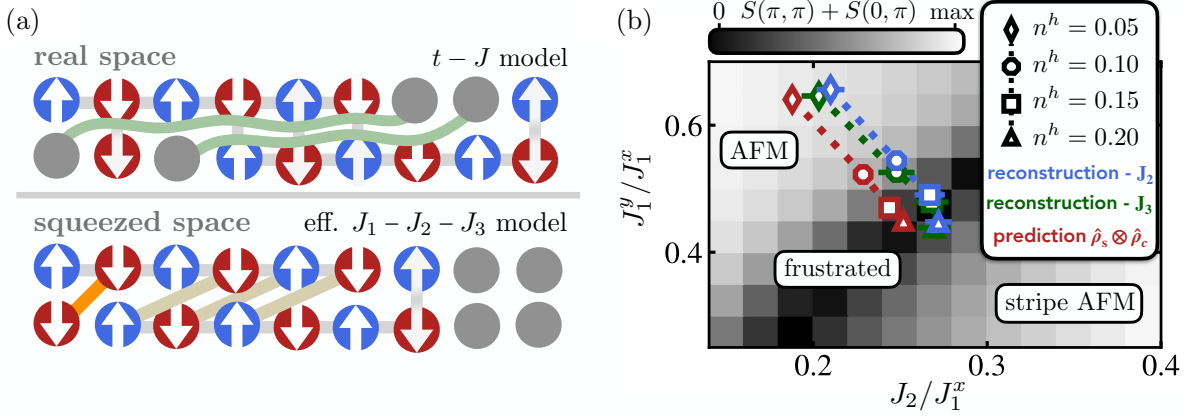 (a)
real space
t − J model
squeezed space
eff. J₁ − J₂ − J₃ model
(b)
0 S(π, π) + S(0, π) max
n^h = 0.05
n^h = 0.10
n^h = 0.15
n^h = 0.20
reconstruction - J₂
reconstruction - J₃
prediction ρ̂ₛ ⊗ ρ̂_c
AFM
frustrated
stripe AFM
0.6
0.4
J₁^y/J₁^x
0.2 0.3 0.4
J₂/J₁^x